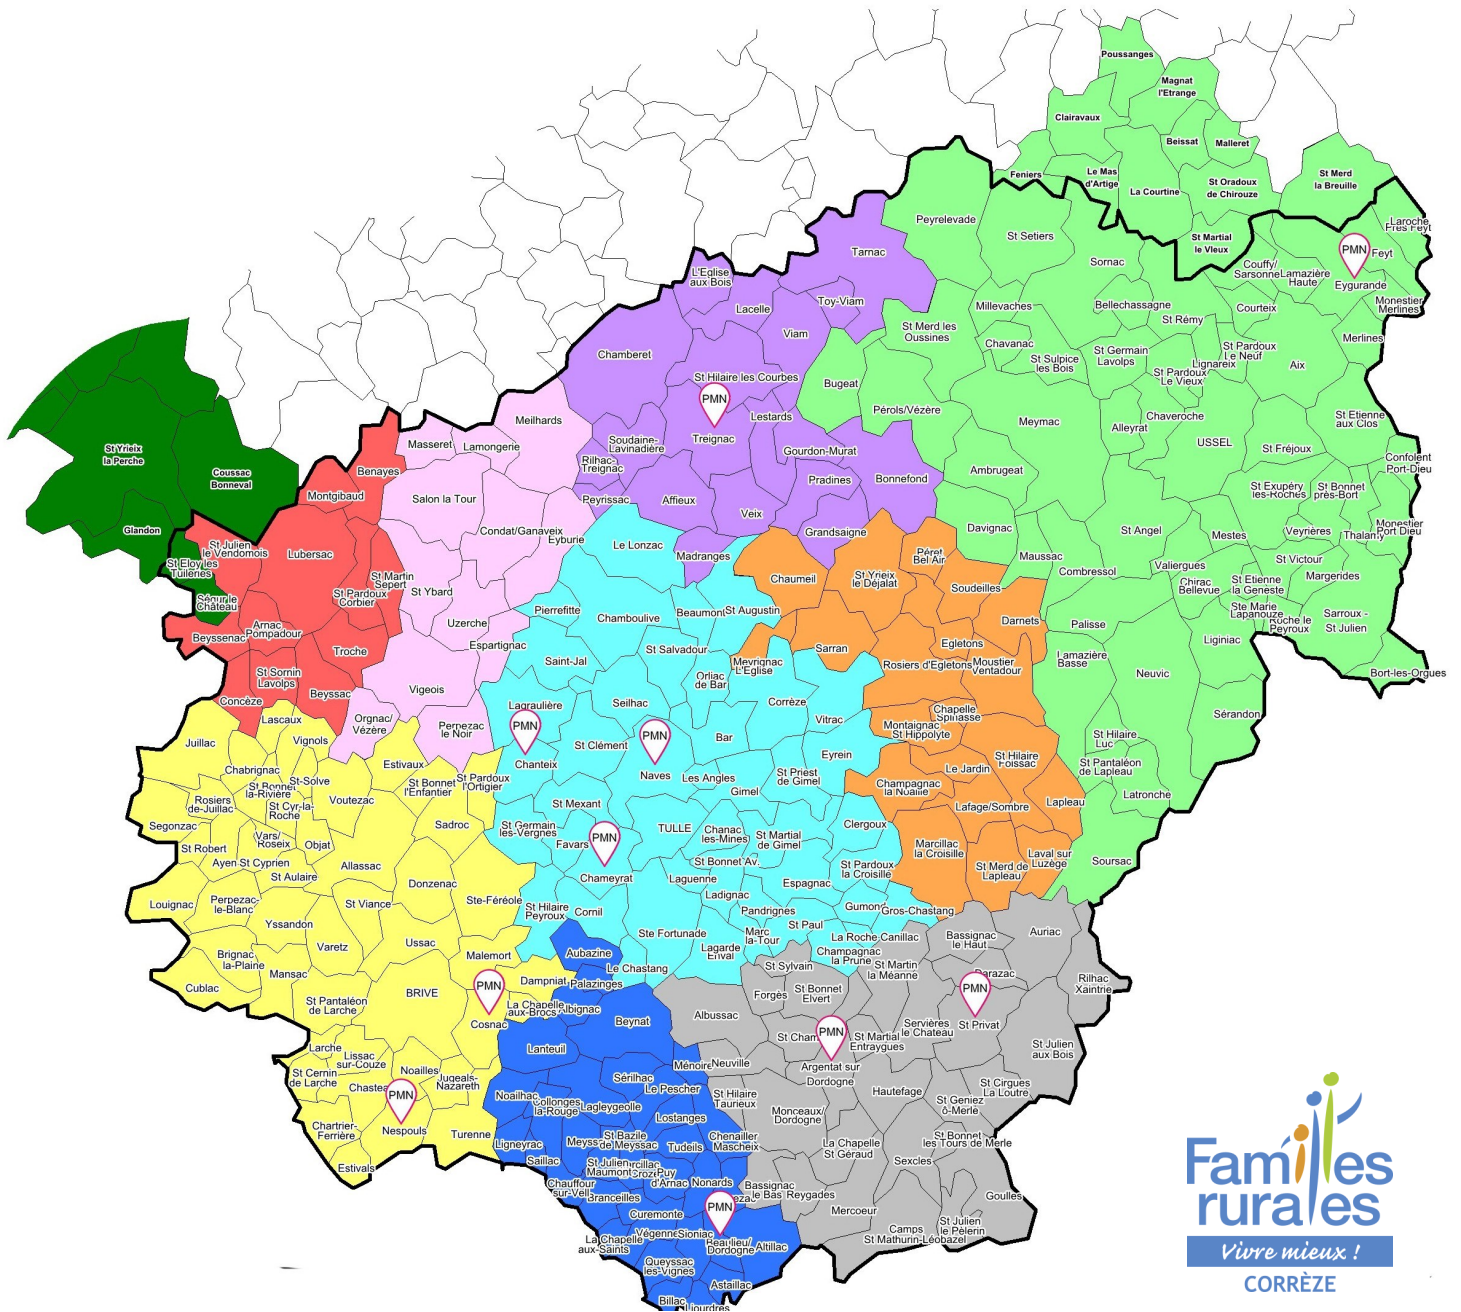 Poussanges
Magnat
l'Etrange
Clairavaux
Beissat
Malleret
Feniers
Le Mas
d'Artige
La Courtine
St Oradoux
de Chirouze
St Merd
la Breuille
St Martial
le Vieux
Laroche
Près Feyt
PMN
Feyt
Eygurande
Peyrelevade
St Setiers
Sornac
Couffy/
Sarsonne
Lamazière
Haute
Monestier
Merlines
Tarnac
L'Eglise
aux Bois
Lacelle
Toy-Viam
Viam
Millevaches
Bellechassagne
St Rémy
Courteix
Merlines
St Merd les
Oussines
Chavanac
St Sulpice
les Bois
St Germain
Lavolps
Lignareix
St Pardoux
Le Neuf
Aix
St Pardoux
Le Vieux
Chamberet
St Hilaire les Courbes
PMN
Treignac
Lestards
Bugeat
Pérols/Vézère
Meymac
Alleyrat
Chaveroche
USSEL
St Fréjoux
St Etienne
aux Clos
Confolent
Port-Dieu
Meilhards
Masseret
Lamongerie
Soudaine-
Lavinadière
Rilhac-
Treignac
Gourdon-Murat
Pradines
Bonnefond
Ambrugeat
St Exupéry
les-Roches
St Bonnet
près-Bort
St Yrieix
la Perche
Coussac
Bonneval
Benayes
Montgibaud
Salon la Tour
Peyrissac
Affieux
Veix
Grandsaigne
Davignac
St Angel
Mestes
Veyrières
Thalamy
Monestier
Port Dieu
Glandon
St Julien
le Vendomois
Lubersac
Condat/Ganaveix
Eyburie
Le Lonzac
Madranges
Péret
Bel Air
Maussac
Combressol
Valiergues
St Victour
Margerides
St Eloy les
Tuileries
Ségur le
Château
St Martin
Sepert
St Pardoux
Corbier
St Ybard
Chaumeil
St Yrieix
le Déjalat
Soudeilles
Chirac
Bellevue
St Etienne
la Geneste
Ste Marie
Lapanouze
Roche le
Peyroux
Sarroux -
St Julien
Beyssenac
Arnac
Pompadour
Troche
Uzerche
Pierrefitte
Chamboulive
Beaumont
St Augustin
Darnets
Palisse
Liginiac
Espartignac
St Salvadour
Sarran
Egletons
Lamazière
Basse
Neuvic
Bort-les-Orgues
St Sornin
Lavolps
Beyssac
Concèze
Vigeois
Saint-Jal
Meyrignac
L'Eglise
Orliac
de Bar
Rosiers d'Egletons
Moustier
Ventadour
Lascaux
Orgnac/
Vézère
Perpezac
le Noir
Lagraulière
PMN
Chanteix
Seilhac
Corrèze
Vitrac
Chapelle
Spinasse
Montaignac
St Hippolyte
Sérandon
Juillac
Vignols
Estivaux
St Clément
PMN
Naves
Bar
Eyrein
St Hilaire
Foissac
St Hilaire
Luc
Chabrignac
St-Solve
St Bonnet
la-Rivière
St Bonnet
l'Enfantier
St Pardoux
l'Ortigier
Les Angles
Gimel
St Priest
de Gimel
Le Jardin
Champagnac
la Nuaille
St Pantaléon
de Lapleau
Rosiers
de-Juillac
St Cyr-la-
Roche
Voutezac
St Mexant
Lafage/Sombre
Lapleau
Latronche
Segonzac
Vars/
Roseix
Objat
Sadroc
St Germain
les-Vergnes
Favars
PMN
Chameyrat
TULLE
Chanac
les-Mines
St Martial
de Gimel
Clergoux
St Robert
Ayen
St Cyprien
St Aulaire
Allassac
Donzenac
St Bonnet Av.
Laguenne
Espagnac
St Pardoux
la Croisille
Marcillac
la Croisille
St Merd de
Lapleau
Laval sur
Luzège
Soursac
Louignac
Perpezac-
le-Blanc
Yssandon
St Viance
Ste-Féréole
St Hilaire
Peyroux
Cornil
Ladignac
Pandrignes
Gumond
Gros-Chastang
Brignac
la-Plaine
Varetz
Ussac
Malemort
Aubazine
Ste Fortunade
Marc
la-Tour
St Paul
La Roche Canillac
Lagarde
Enval
Champagnac
la Prune
Bassignac
le Haut
Auriac
Cublac
Mansac
BRIVE
PMN
Cosnac
Dampniat
Palazinges
Le Chastang
St Sylvain
St Martin
la Méanne
Darazac
Rilhac
Xaintrie
St Pantaléon
de Larche
La Chapelle
aux-Brocs
Albignac
Beynat
Albussac
Forgès
St Bonnet
Elvert
PMN
St Privat
Servières
le Chateau
Larche
Lissac
sur-Couze
Noailles
Lanteuil
St Cham
PMN
Argentat sur
Dordogne
St Martial
Entraygues
St Julien
aux Bois
St Cernin
de Larche
Chastea
PMN
Nespouls
Jugeals-
Nazareth
Ménoire
Neuville
Sérilhac
Le Pescher
Hautefage
St Cirgues
La Loutre
Noailhac
Collonges
la-Rouge
Lagleygeolle
Lostanges
St Hilaire
Taurieux
Monceaux/
Dordogne
St Geniez
ô-Merle
Chartrier-
Ferrière
Turenne
Ligneyrac
St Bazile
de Meyssac
Tudeils
Chenailler
Mascheix
La Chapelle
St Géraud
St Bonnet
les Tours de Merle
Estivals
Saillac
St Julien
Maumont
Puy
d'Arnac
Nonards
Sexcles
Chauffour
sur-Vell
Branceilles
Bassignac
le Bas
Reygades
Goulles
Curemonte
PMN
Beaulieu/
Dordogne
Altillac
Mercoeur
Camps
St Mathurin-Léobazel
St Julien
le Pèlerin
La Chapelle
aux-Saints
Végennes
Sioniac
Queyssac
les-Vignes
Astaillac
Billac
Liourdres
Familles
rurales
Vivre mieux !
CORRÈZE